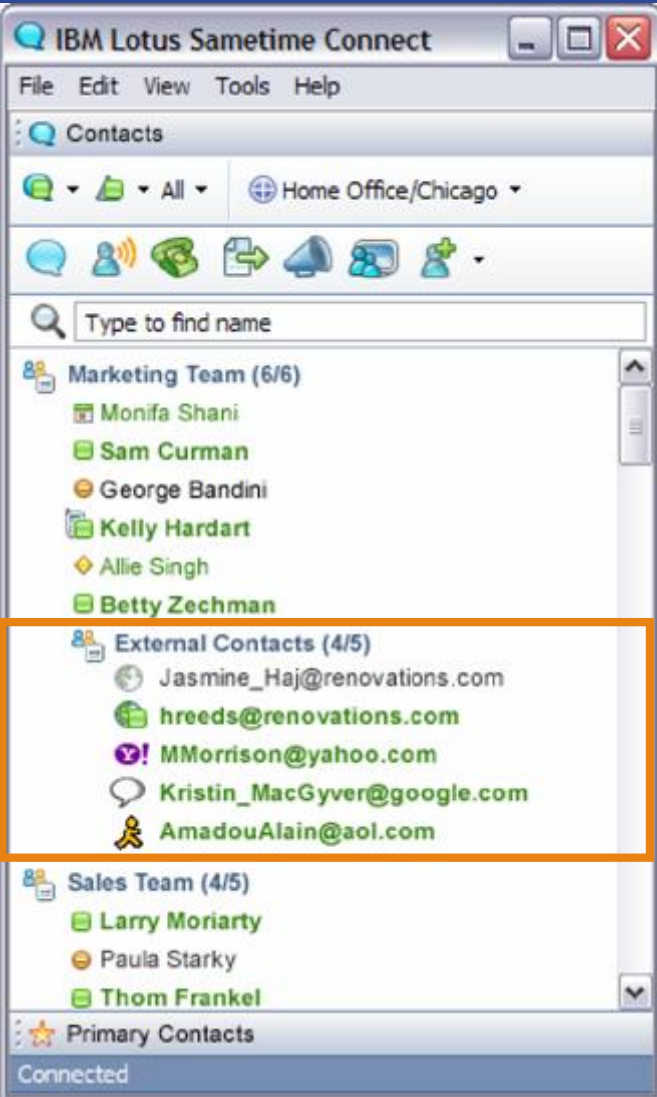 IBM Lotus Sametime Connect
File Edit View Tools Help
Contacts
All Home Office/Chicago
Type to find name
Marketing Team (6/6)
Monifa Shani
Sam Curman
George Bandini
Kelly Hardart
Allie Singh
Betty Zechman
External Contacts (4/5)
Jasmine_Haj@renovations.com
hreeds@renovations.com
Y! MMorrison@yahoo.com
Kristin_MacGyver@google.com
AmadouAlain@aol.com
Sales Team (4/5)
Larry Moriarty
Paula Starky
Thom Frankel
Primary Contacts
Connected